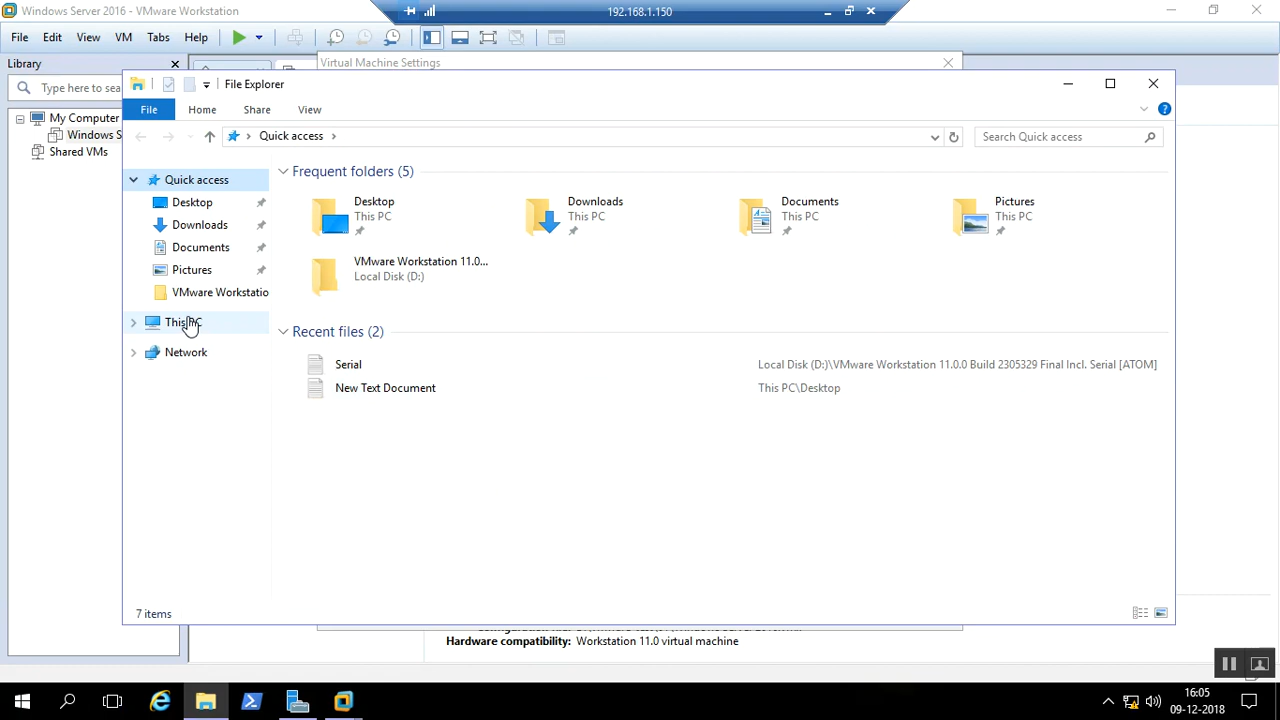 Windows Server 2016 - VMware Workstation
192.168.1.150
File Edit View VM Tabs Help
Library
Type here to sea
My Computer
Windows S
Shared VMs
Virtual Machine Settings
File Explorer
File Home Share View
Quick access
Search Quick access
Quick access
Desktop
Downloads
Documents
Pictures
VMware Workstatio
This PC
Network
Frequent folders (5)
Desktop
This PC
Downloads
This PC
Documents
This PC
Pictures
This PC
VMware Workstation 11.0...
Local Disk (D:)
Recent files (2)
Serial Local Disk (D:)\VMware Workstation 11.0.0 Build 2305329 Final Incl. Serial [ATOM]
New Text Document This PC\Desktop
7 items
Hardware compatibility: Workstation 11.0 virtual machine
16:05
09-12-2018